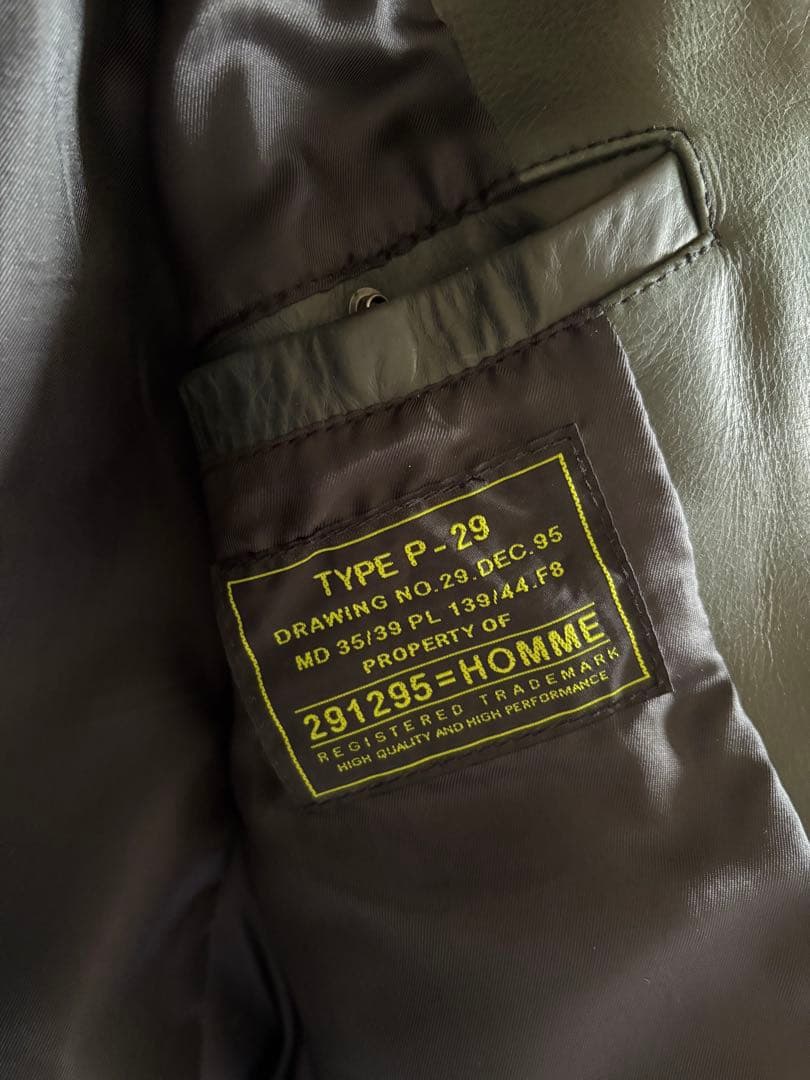 TYPE P-29
DRAWING NO.29.DEC.95
MD 35/39 PL 139/44.F8
PROPERTY OF
291295=HOMME
REGISTERED TRADEMARK
HIGH QUALITY AND HIGH PERFORMANCE